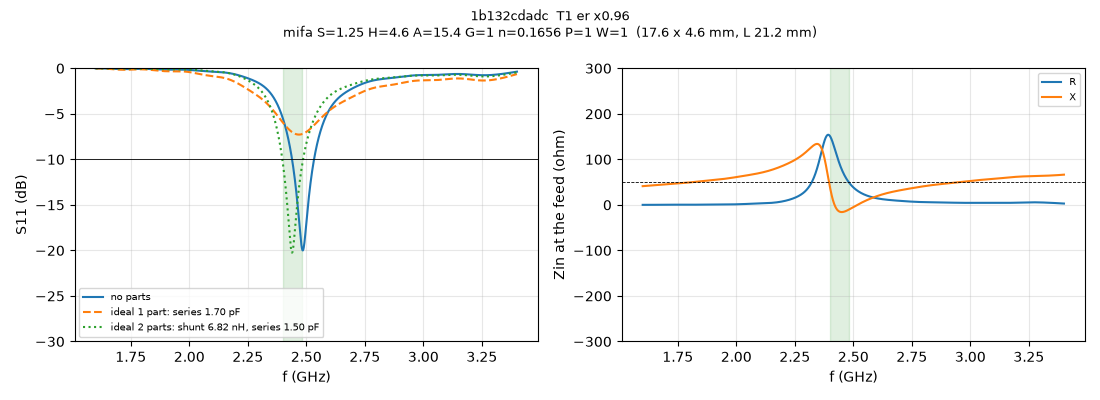 1b132cdadc  T1 er x0.96
mifa S=1.25 H=4.6 A=15.4 G=1 n=0.1656 P=1 W=1  (17.6 x 4.6 mm, L 21.2 mm)
S11 (dB)
0
−5
−10
−15
−20
−25
−30
no parts
ideal 1 part: series 1.70 pF
ideal 2 parts: shunt 6.82 nH, series 1.50 pF
1.75 2.00 2.25 2.50 2.75 3.00 3.25
f (GHz)
Zin at the feed (ohm)
300
200
100
0
−100
−200
−300
R
X
1.75 2.00 2.25 2.50 2.75 3.00 3.25
f (GHz)